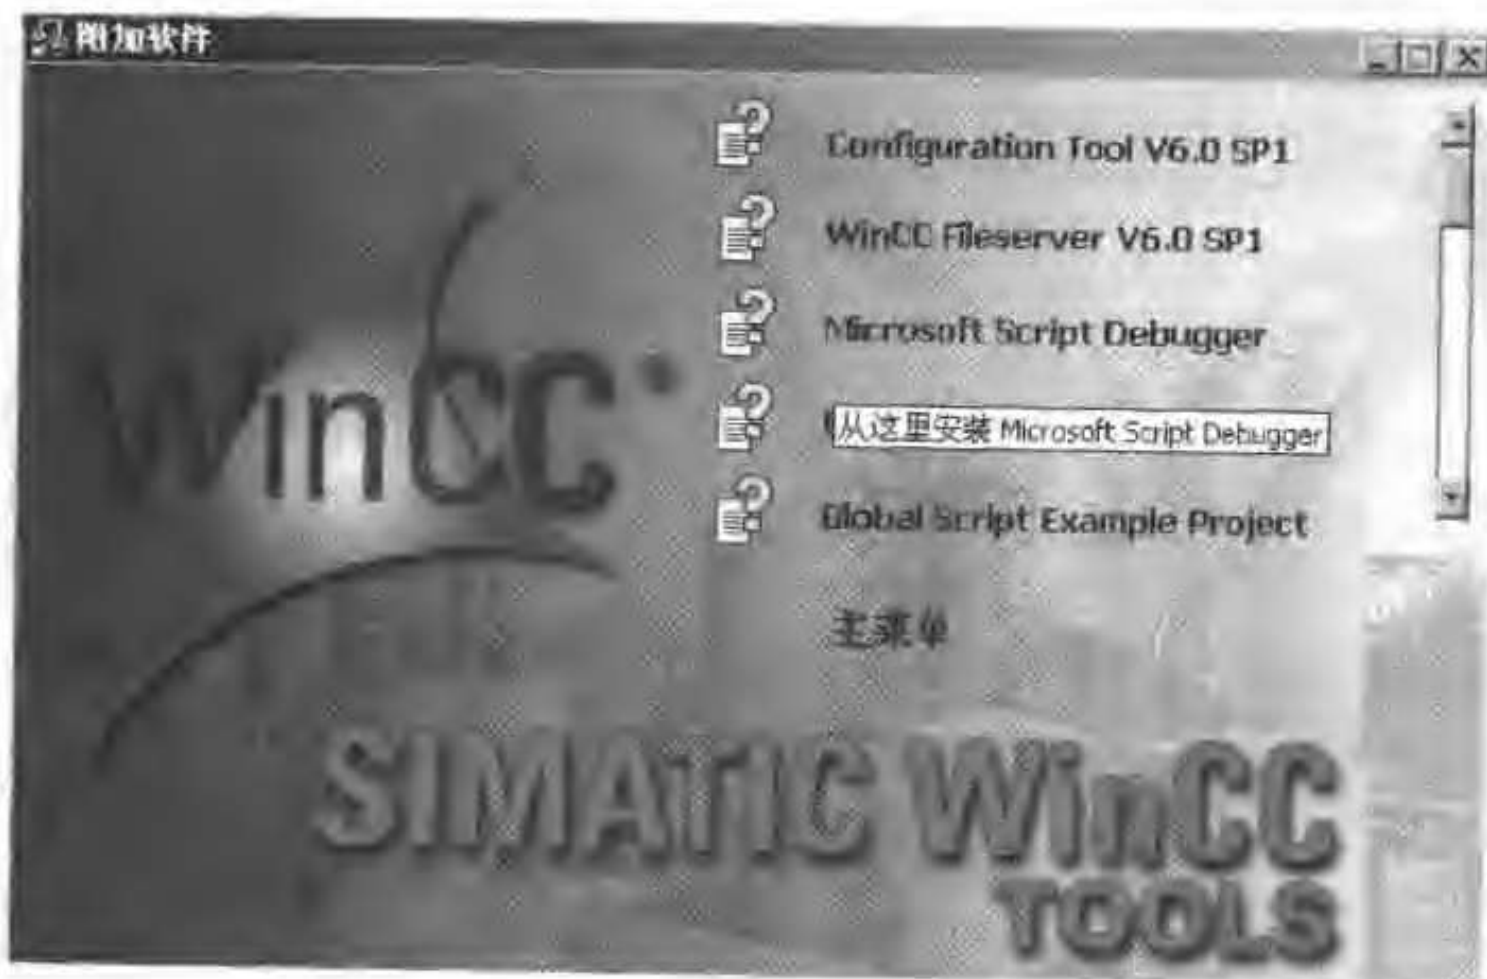 附加软件
Configuration Tool V6.0 SP1
WinCC Fileserver V6.0 SP1
Microsoft Script Debugger
从这里安装 Microsoft Script Debugger
Global Script Example Project
主菜单
WinCC
SIMATIC WinCC
TOOLS